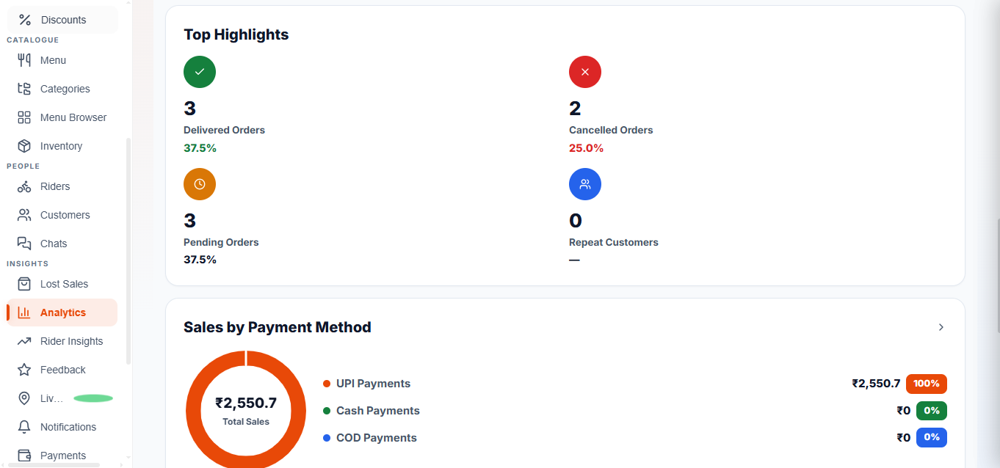 Discounts
CATALOGUE
Menu
Categories
Menu Browser
Inventory
PEOPLE
Riders
Customers
Chats
INSIGHTS
Lost Sales
Analytics
Rider Insights
Feedback
Liv...
Notifications
Payments
Top Highlights
3
Delivered Orders
37.5%
2
Cancelled Orders
25.0%
3
Pending Orders
37.5%
0
Repeat Customers
—
Sales by Payment Method
₹2,550.7
Total Sales
UPI Payments ₹2,550.7 100%
Cash Payments ₹0 0%
COD Payments ₹0 0%